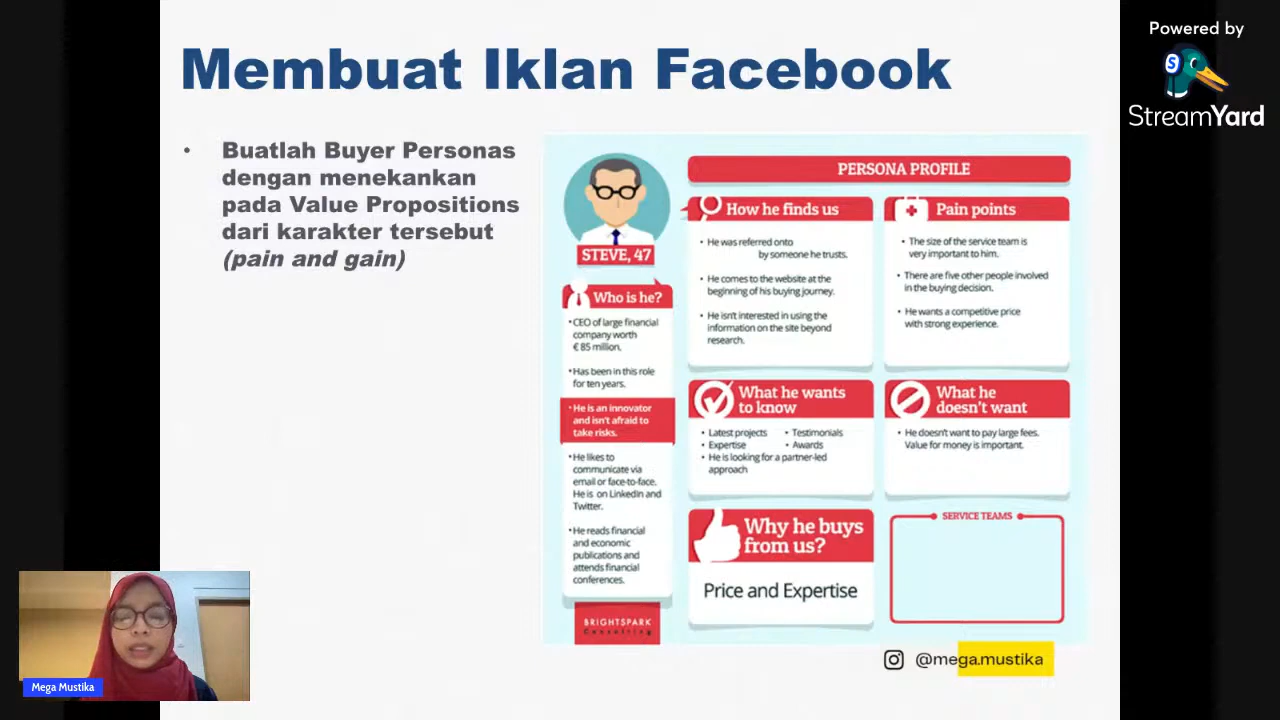 Membuat Iklan Facebook
Powered by
StreamYard
• Buatlah Buyer Personas
dengan menekankan
pada Value Propositions
dari karakter tersebut
(pain and gain)
PERSONA PROFILE
STEVE, 47
Who is he?
• CEO of large financial
company worth
€ 85 million.
• Has been in this role
for ten years.
• He is an innovator
and isn't afraid to
take risks.
• He likes to
communicate via
email or face-to-face.
He is on LinkedIn and
Twitter.
• He reads financial
and economic
publications and
attends financial
conferences.
BRIGHTSPARK
Consulting
How he finds us
• He was referred onto
by someone he trusts.
• He comes to the website at the
beginning of his buying journey.
• He isn't interested in using the
information on the site beyond
research.
Pain points
• The size of the service team is
very important to him.
• There are five other people involved
in the buying decision.
• He wants a competitive price
with strong experience.
What he wants
to know
• Latest projects • Testimonials
• Expertise • Awards
• He is looking for a partner-led
approach
What he
doesn't want
• He doesn't want to pay large fees.
Value for money is important.
Why he buys
from us?
Price and Expertise
SERVICE TEAMS
@mega.mustika
Mega Mustika